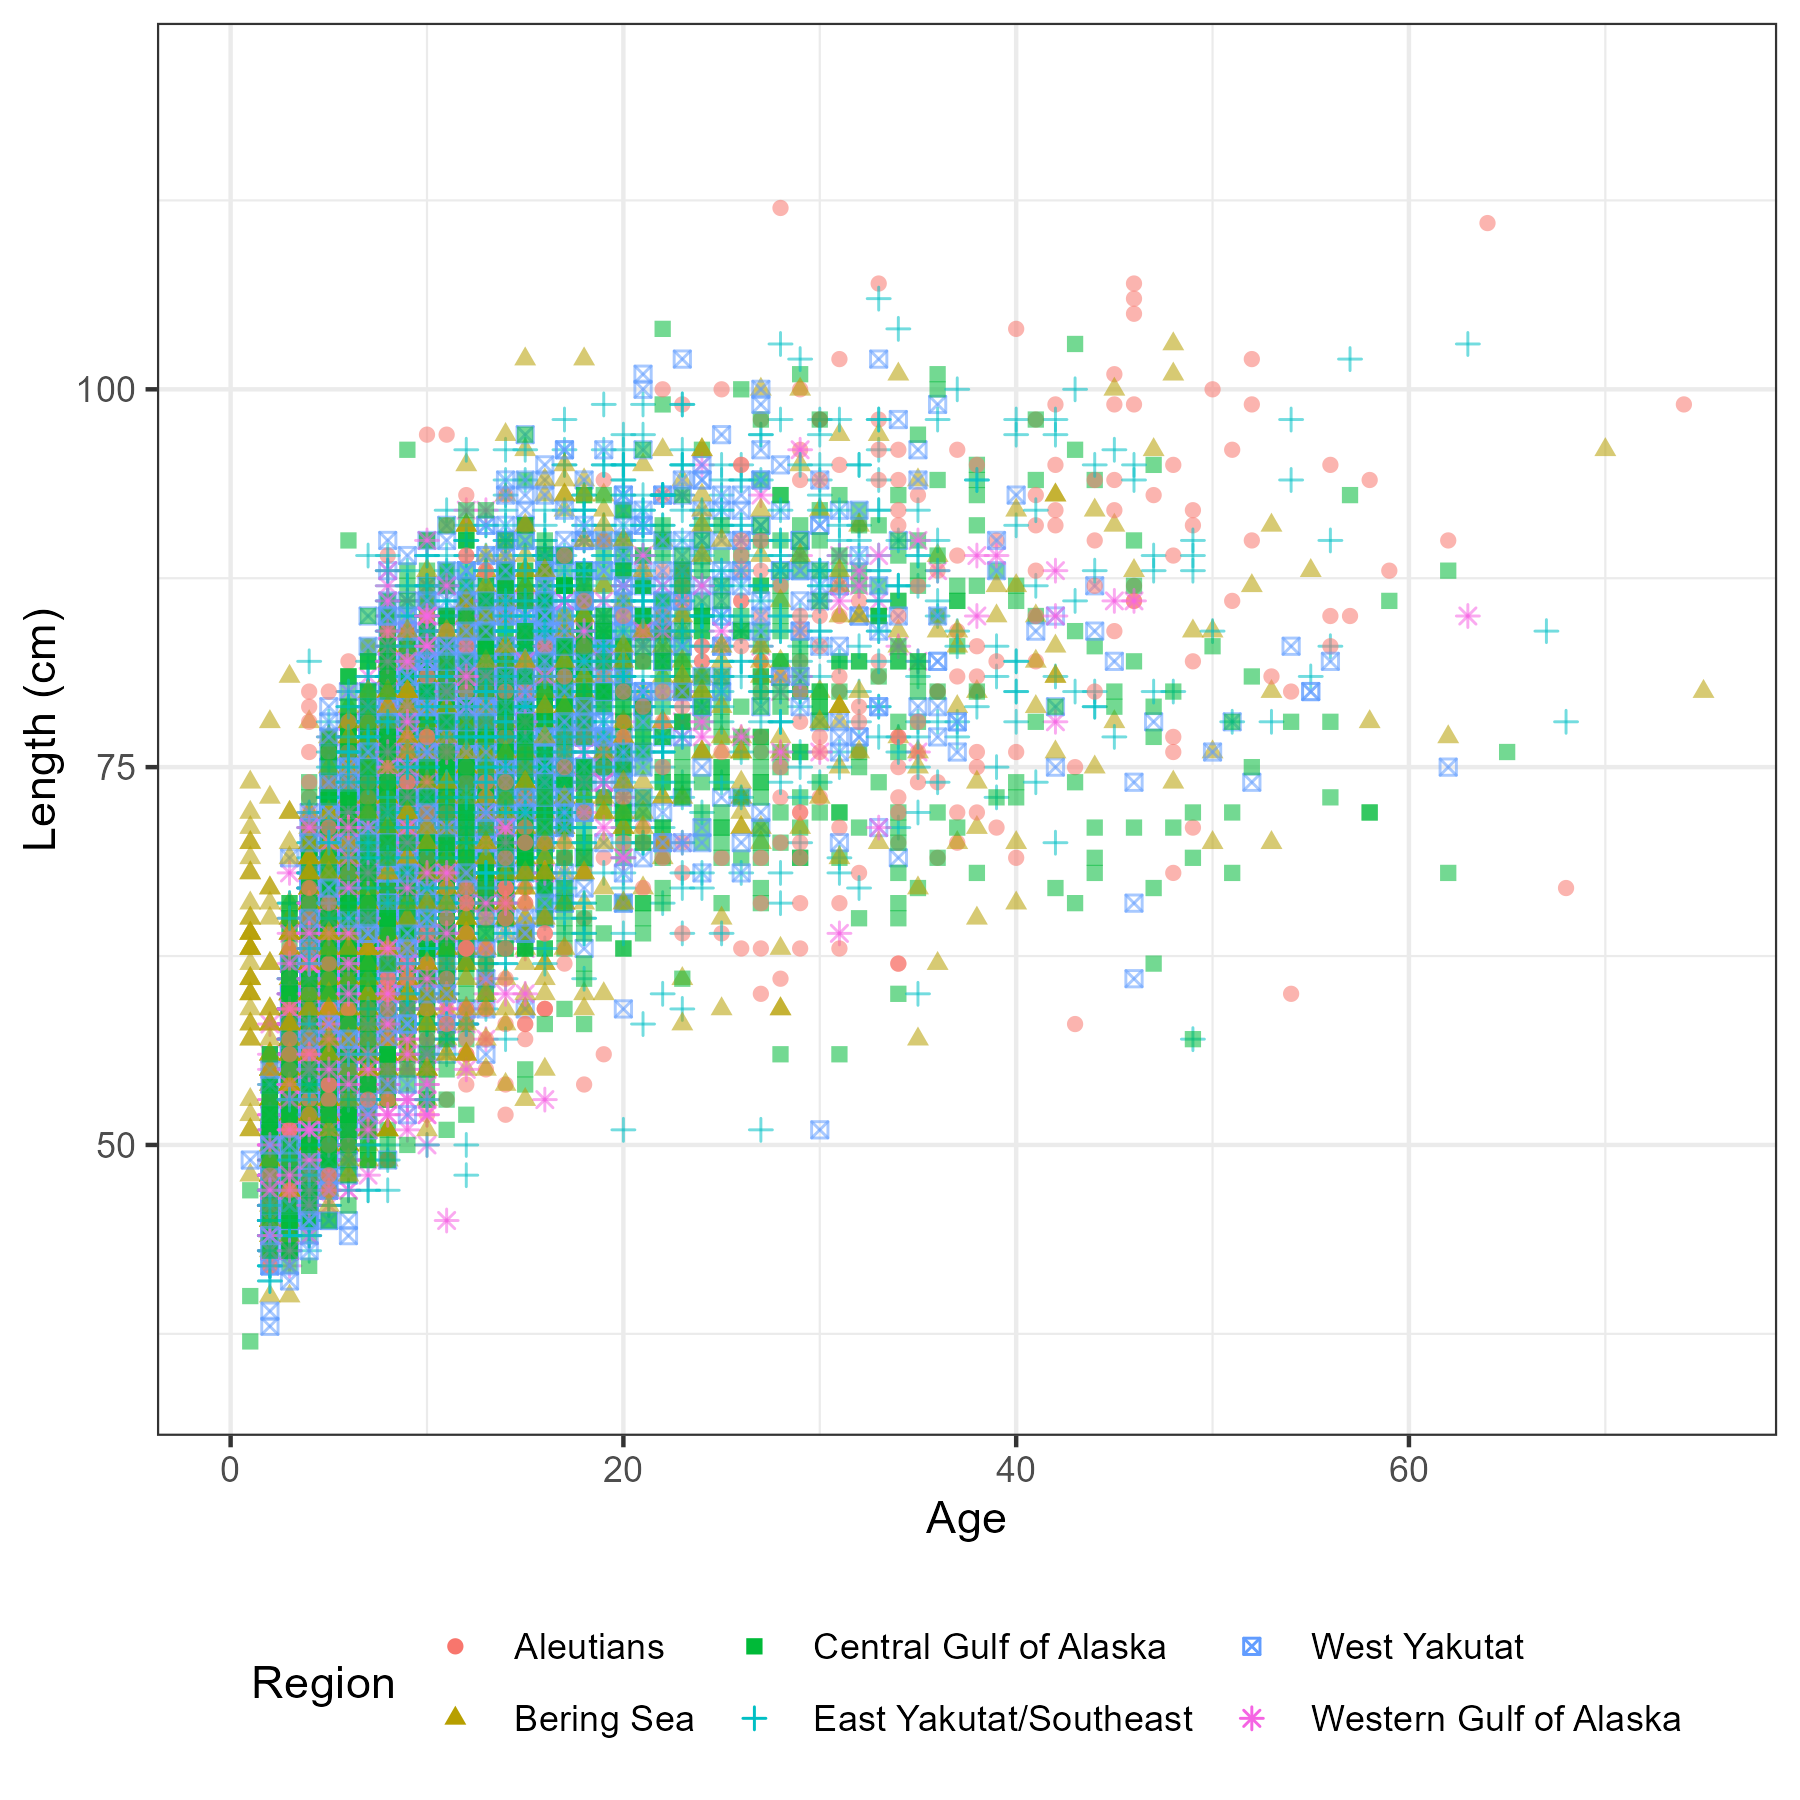 100
75
50
Length (cm)
0 20 40 60
Age
Region
Aleutians Central Gulf of Alaska West Yakutat
Bering Sea East Yakutat/Southeast Western Gulf of Alaska